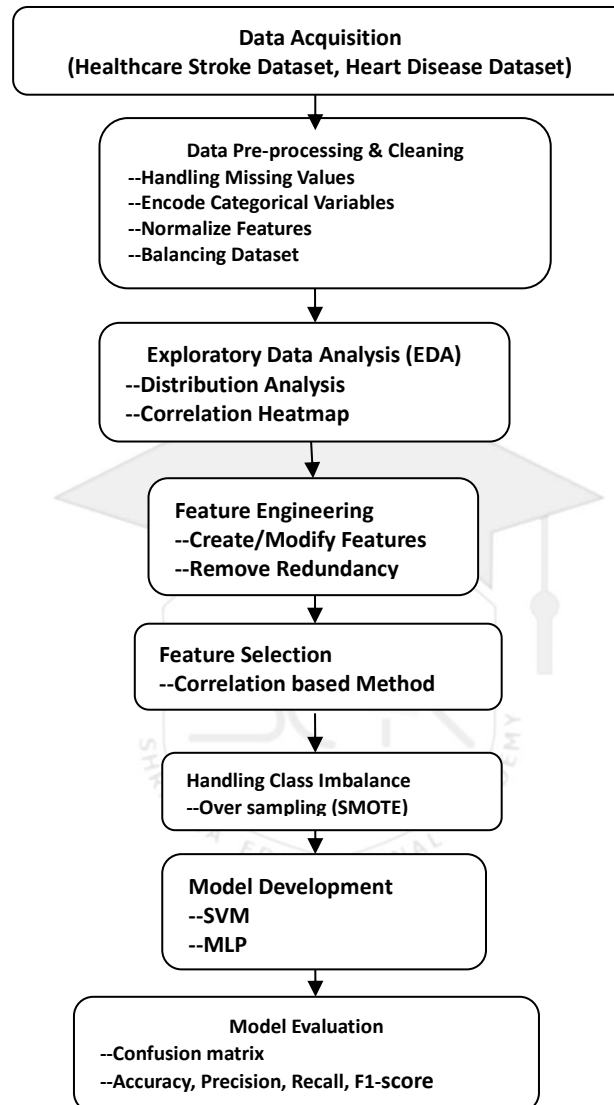 Data Acquisition
(Healthcare Stroke Dataset, Heart Disease Dataset)
Data Pre-processing & Cleaning
--Handling Missing Values
--Encode Categorical Variables
--Normalize Features
--Balancing Dataset
Exploratory Data Analysis (EDA)
--Distribution Analysis
--Correlation Heatmap
Feature Engineering
--Create/Modify Features
--Remove Redundancy
Feature Selection
--Correlation based Method
Handling Class Imbalance
--Over sampling (SMOTE)
Model Development
--SVM
--MLP
Model Evaluation
--Confusion matrix
--Accuracy, Precision, Recall, F1-score